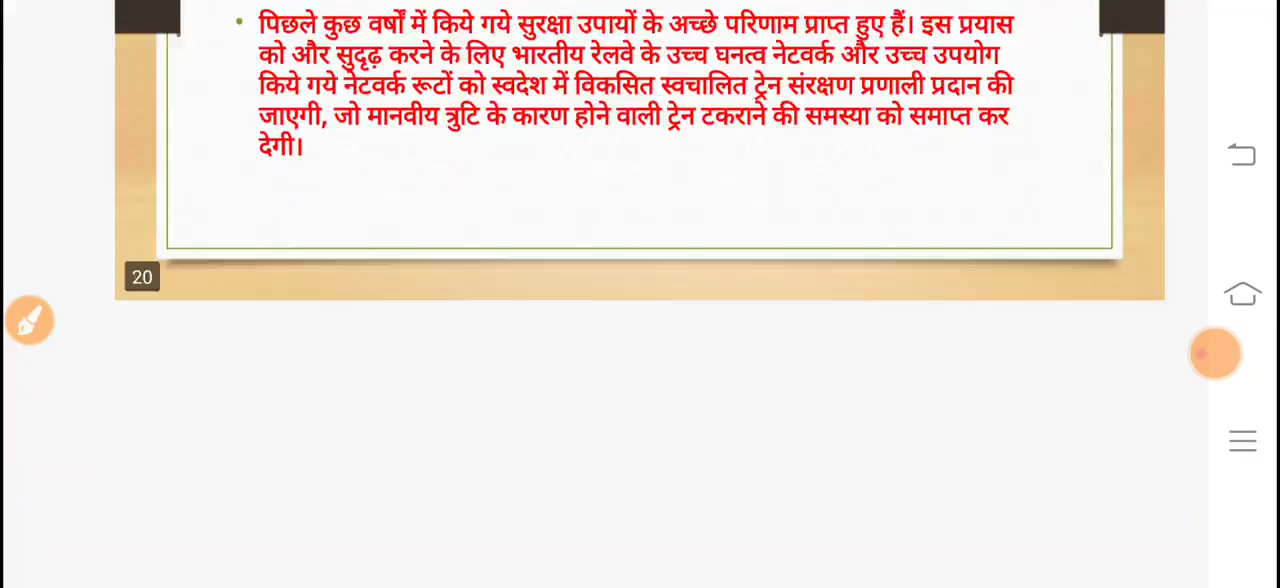 • पिछले कुछ वर्षों में किये गये सुरक्षा उपायों के अच्छे परिणाम प्राप्त हुए हैं। इस प्रयास
को और सुदृढ़ करने के लिए भारतीय रेलवे के उच्च घनत्व नेटवर्क और उच्च उपयोग
किये गये नेटवर्क रूटों को स्वदेश में विकसित स्वचालित ट्रेन संरक्षण प्रणाली प्रदान की
जाएगी, जो मानवीय त्रुटि के कारण होने वाली ट्रेन टकराने की समस्या को समाप्त कर
देगी।
20